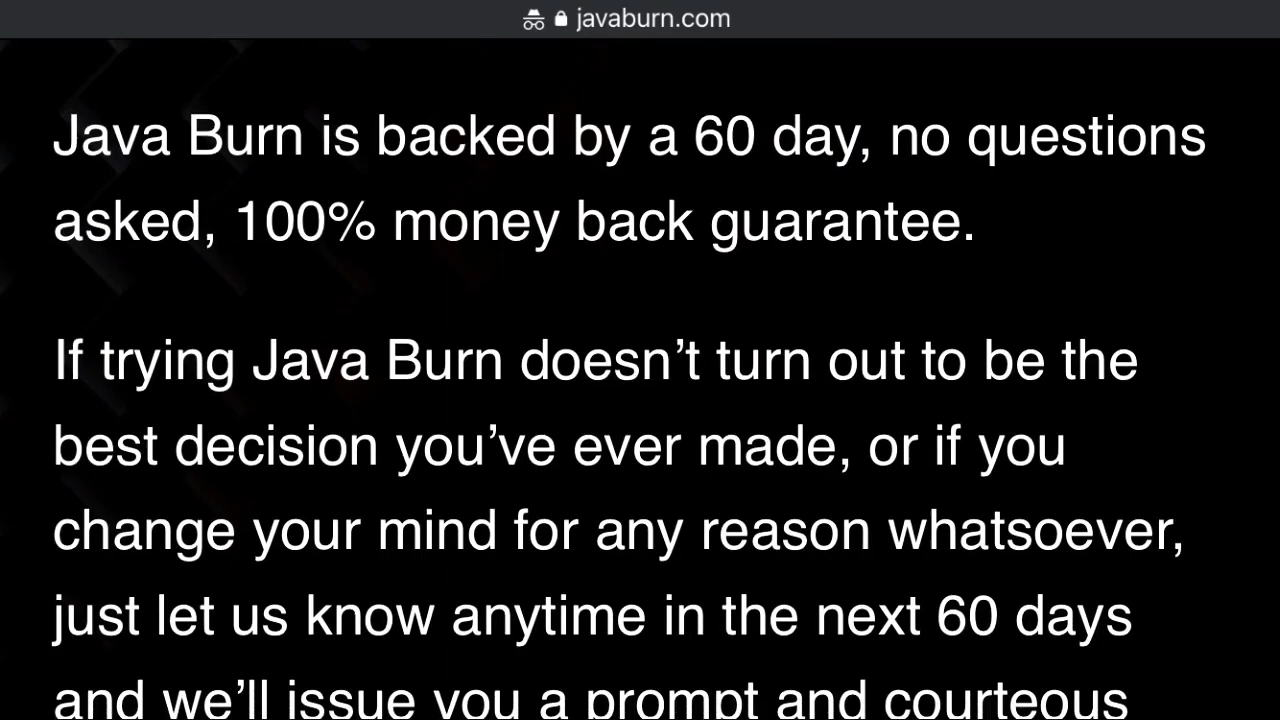 javaburn.com
Java Burn is backed by a 60 day, no questions
asked, 100% money back guarantee.
If trying Java Burn doesn’t turn out to be the
best decision you’ve ever made, or if you
change your mind for any reason whatsoever,
just let us know anytime in the next 60 days
and we’ll issue you a prompt and courteous